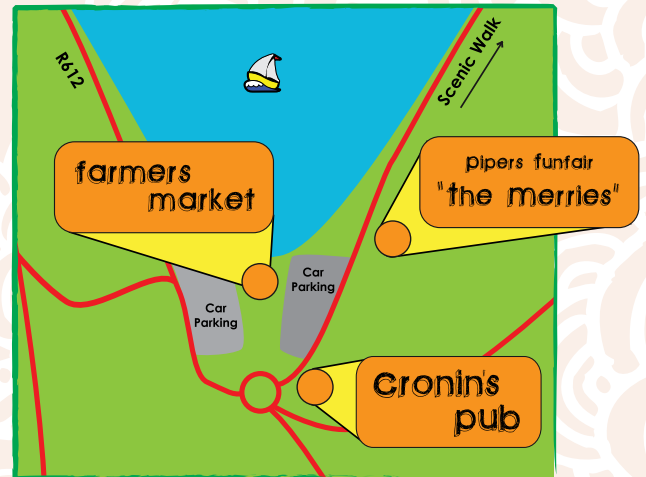 R612
Scenic Walk
farmers
market
pipers funfair
"the merries"
Car
Parking
Car
Parking
Cronin's
pub